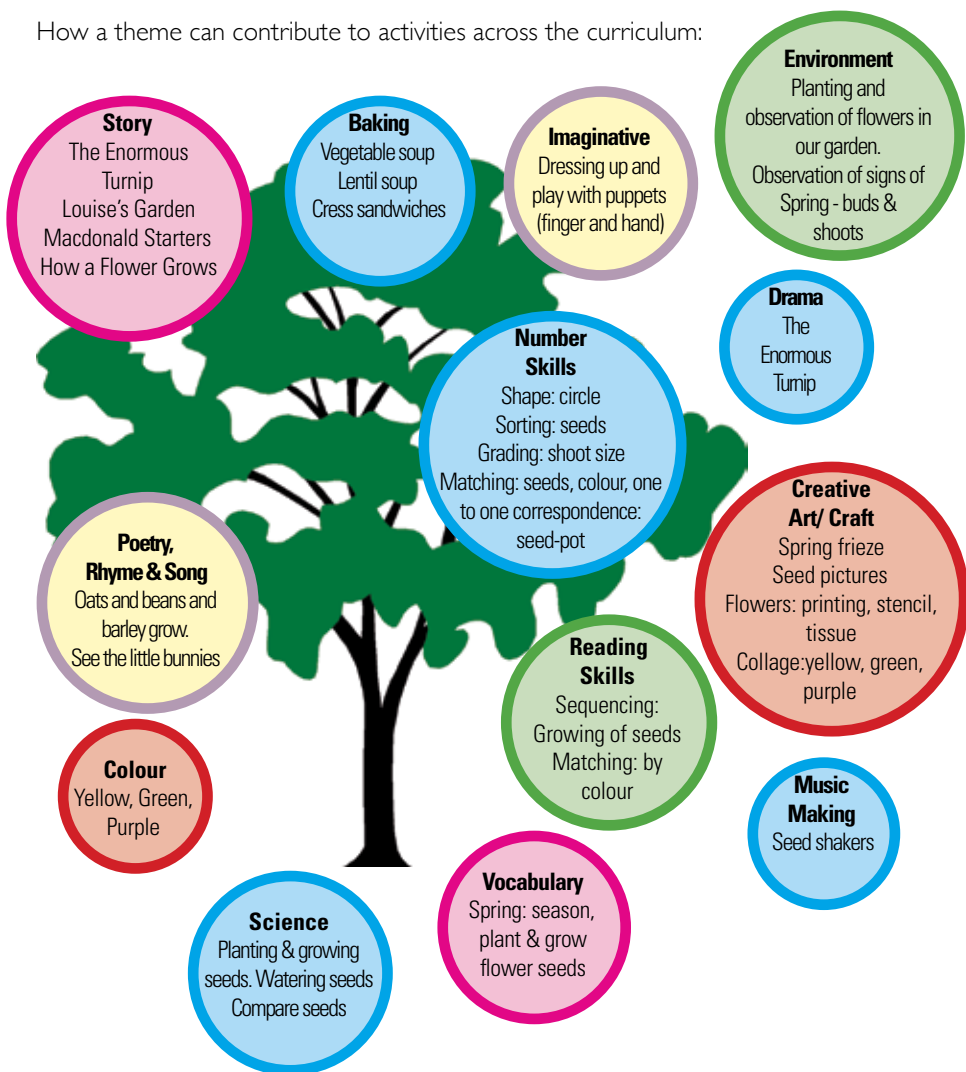 How a theme can contribute to activities across the curriculum:
Story
The Enormous
Turnip
Louise's Garden
Macdonald Starters
How a Flower Grows
Baking
Vegetable soup
Lentil soup
Cress sandwiches
Imaginative
Dressing up and
play with puppets
(finger and hand)
Environment
Planting and
observation of flowers in
our garden.
Observation of signs of
Spring - buds &
shoots
Drama
The
Enormous
Turnip
Number
Skills
Shape: circle
Sorting: seeds
Grading: shoot size
Matching: seeds, colour, one
to one correspondence:
seed-pot
Creative
Art/ Craft
Spring frieze
Seed pictures
Flowers: printing, stencil,
tissue
Collage:yellow, green,
purple
Poetry,
Rhyme & Song
Oats and beans and
barley grow.
See the little bunnies
Reading
Skills
Sequencing:
Growing of seeds
Matching: by
colour
Colour
Yellow, Green,
Purple
Music
Making
Seed shakers
Vocabulary
Spring: season,
plant & grow
flower seeds
Science
Planting & growing
seeds. Watering seeds
Compare seeds